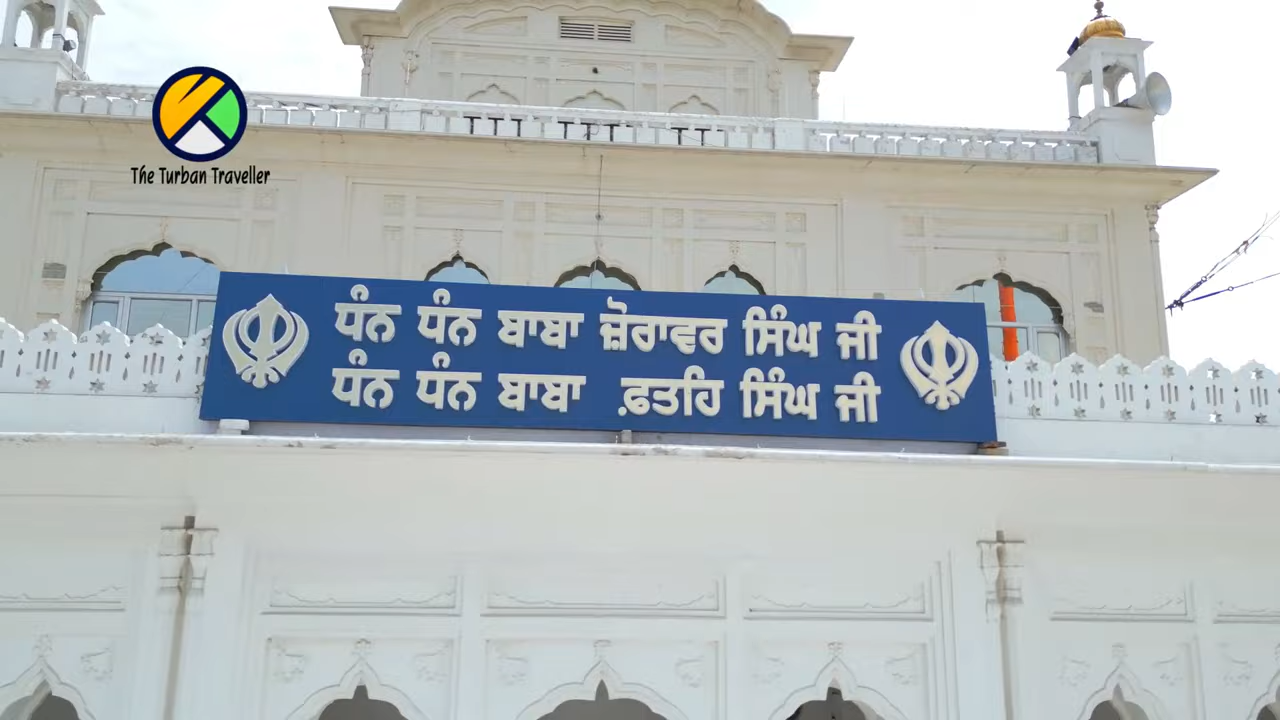 The Turban Traveller
ਧੰਨ ਧੰਨ ਬਾਬਾ ਜ਼ੋਰਾਵਰ ਸਿੰਘ ਜੀ
ਧੰਨ ਧੰਨ ਬਾਬਾ ਫ਼ਤਹਿ ਸਿੰਘ ਜੀ